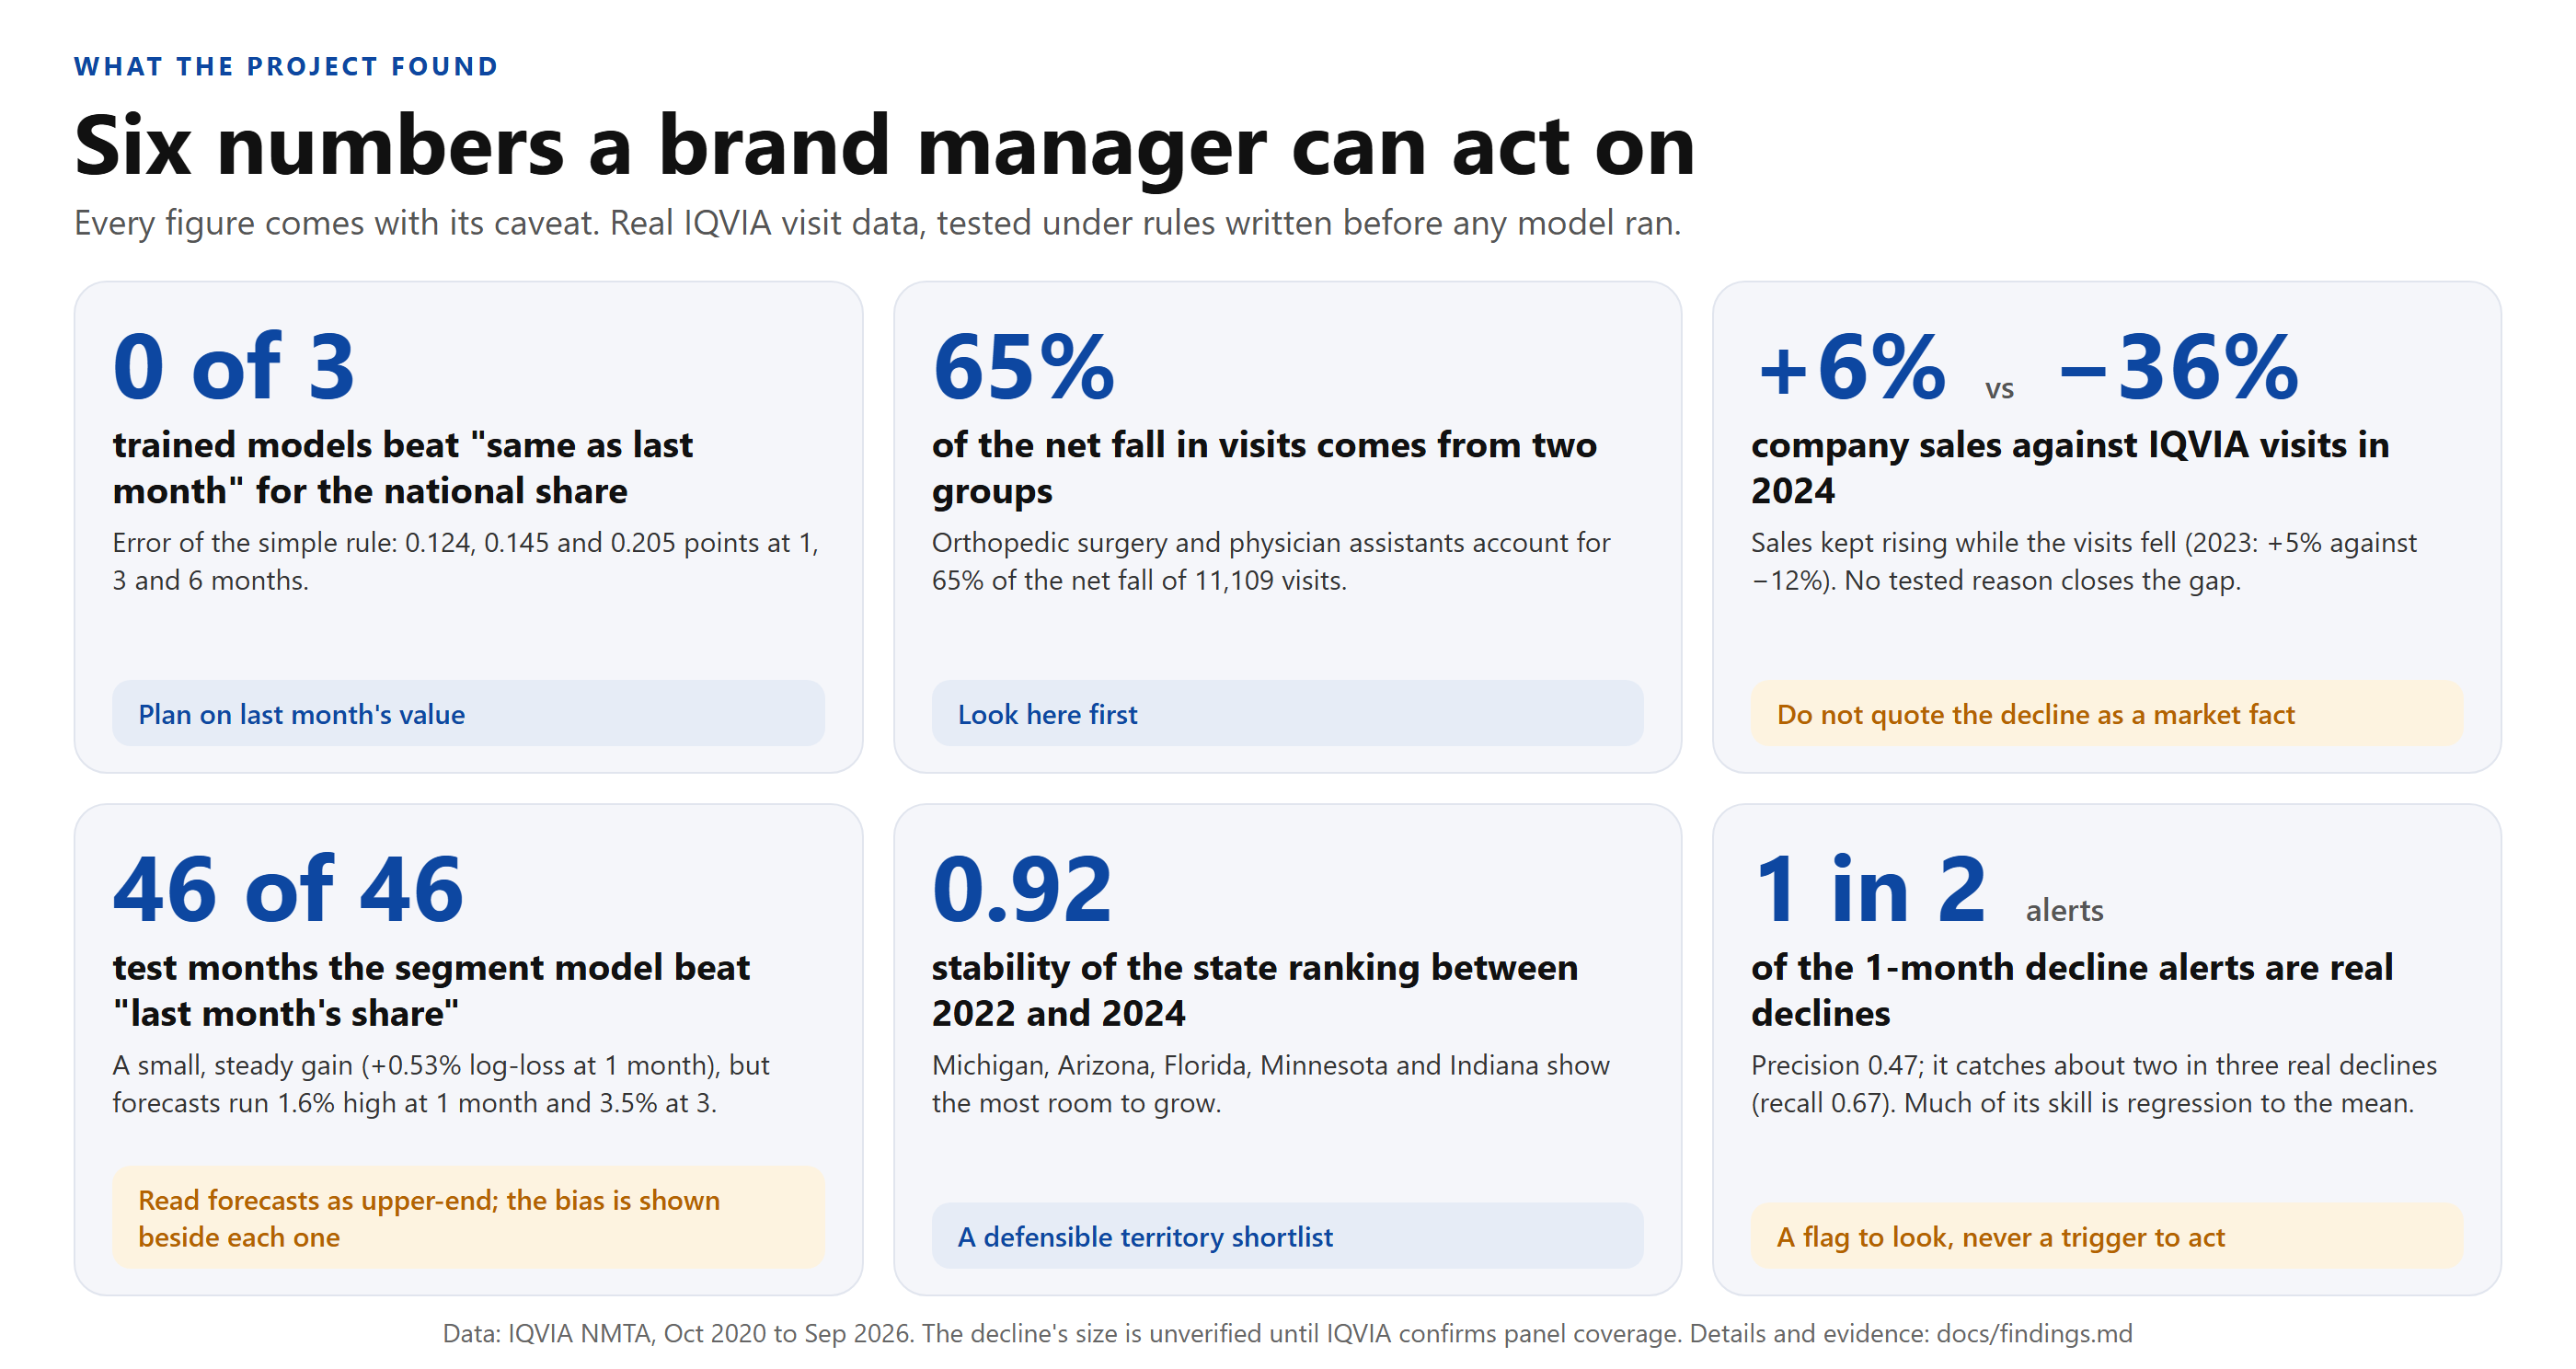 WHAT THE PROJECT FOUND
Six numbers a brand manager can act on
Every figure comes with its caveat. Real IQVIA visit data, tested under rules written before any model ran.
0 of 3
trained models beat "same as last
month" for the national share
Error of the simple rule: 0.124, 0.145 and 0.205 points at 1,
3 and 6 months.
Plan on last month's value
65%
of the net fall in visits comes from two
groups
Orthopedic surgery and physician assistants account for
65% of the net fall of 11,109 visits.
Look here first
+6% vs −36%
company sales against IQVIA visits in
2024
Sales kept rising while the visits fell (2023: +5% against
−12%). No tested reason closes the gap.
Do not quote the decline as a market fact
46 of 46
test months the segment model beat
"last month's share"
A small, steady gain (+0.53% log-loss at 1 month), but
forecasts run 1.6% high at 1 month and 3.5% at 3.
Read forecasts as upper-end; the bias is shown
beside each one
0.92
stability of the state ranking between
2022 and 2024
Michigan, Arizona, Florida, Minnesota and Indiana show
the most room to grow.
A defensible territory shortlist
1 in 2 alerts
of the 1-month decline alerts are real
declines
Precision 0.47; it catches about two in three real declines
(recall 0.67). Much of its skill is regression to the mean.
A flag to look, never a trigger to act
Data: IQVIA NMTA, Oct 2020 to Sep 2026. The decline's size is unverified until IQVIA confirms panel coverage. Details and evidence: docs/findings.md